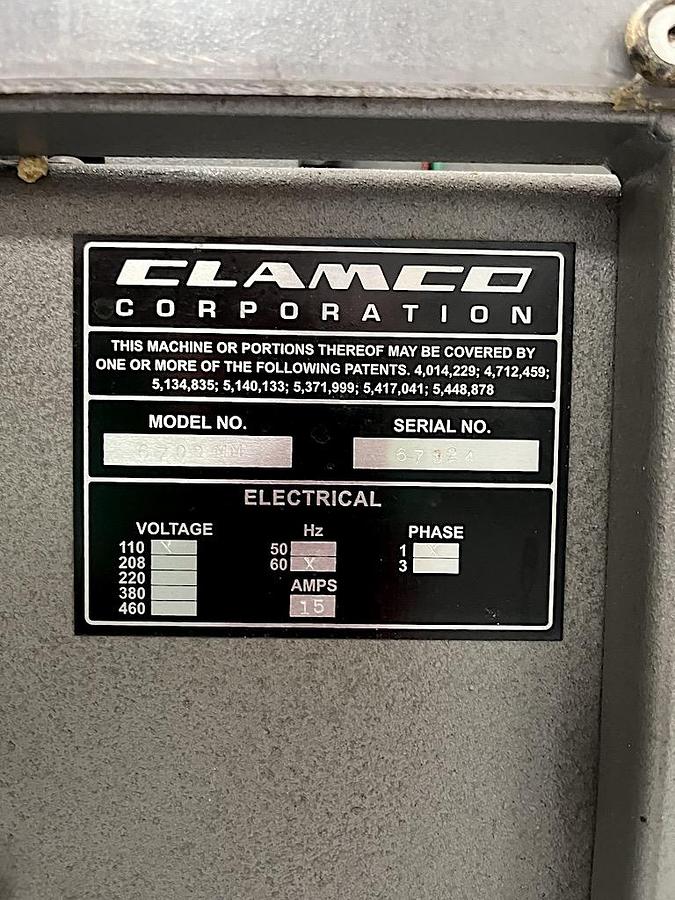 CLAMCO
CORPORATION
THIS MACHINE OR PORTIONS THEREOF MAY BE COVERED BY
ONE OR MORE OF THE FOLLOWING PATENTS. 4,014,229; 4,712,459;
5,134,835; 5,140,133; 5,371,999; 5,417,041; 5,448,878
MODEL NO. SERIAL NO.
ELECTRICAL
VOLTAGE Hz PHASE
110 X 50 1 X
208 60 X 3
220 AMPS
380 15
460